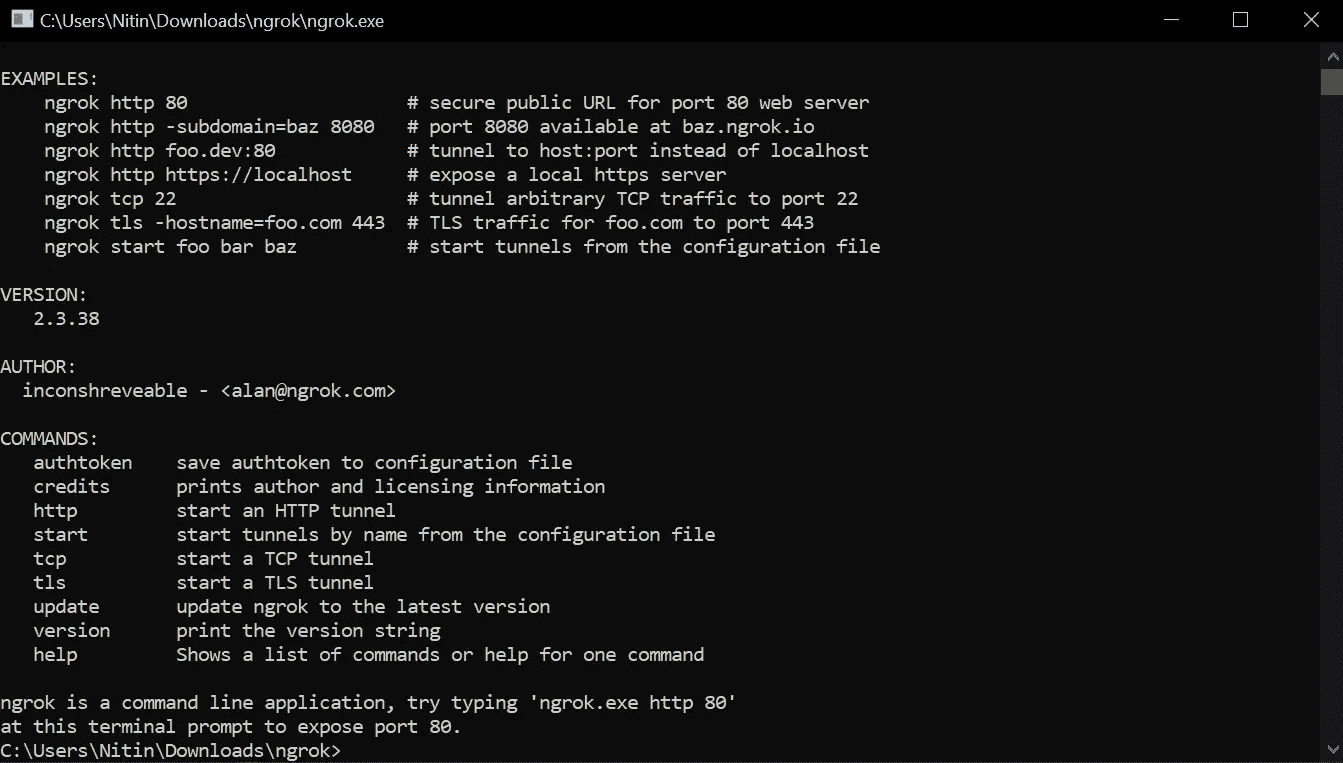 C:\Users\Nitin\Downloads\ngrok\ngrok.exe
EXAMPLES:
    ngrok http 80                    # secure public URL for port 80 web server
    ngrok http -subdomain=baz 8080   # port 8080 available at baz.ngrok.io
    ngrok http foo.dev:80            # tunnel to host:port instead of localhost
    ngrok http https://localhost     # expose a local https server
    ngrok tcp 22                     # tunnel arbitrary TCP traffic to port 22
    ngrok tls -hostname=foo.com 443  # TLS traffic for foo.com to port 443
    ngrok start foo bar baz          # start tunnels from the configuration file
VERSION:
   2.3.38
AUTHOR:
  inconshreveable - <alan@ngrok.com>
COMMANDS:
   authtoken    save authtoken to configuration file
   credits      prints author and licensing information
   http         start an HTTP tunnel
   start        start tunnels by name from the configuration file
   tcp          start a TCP tunnel
   tls          start a TLS tunnel
   update       update ngrok to the latest version
   version      print the version string
   help         Shows a list of commands or help for one command
ngrok is a command line application, try typing 'ngrok.exe http 80'
at this terminal prompt to expose port 80.
C:\Users\Nitin\Downloads\ngrok>